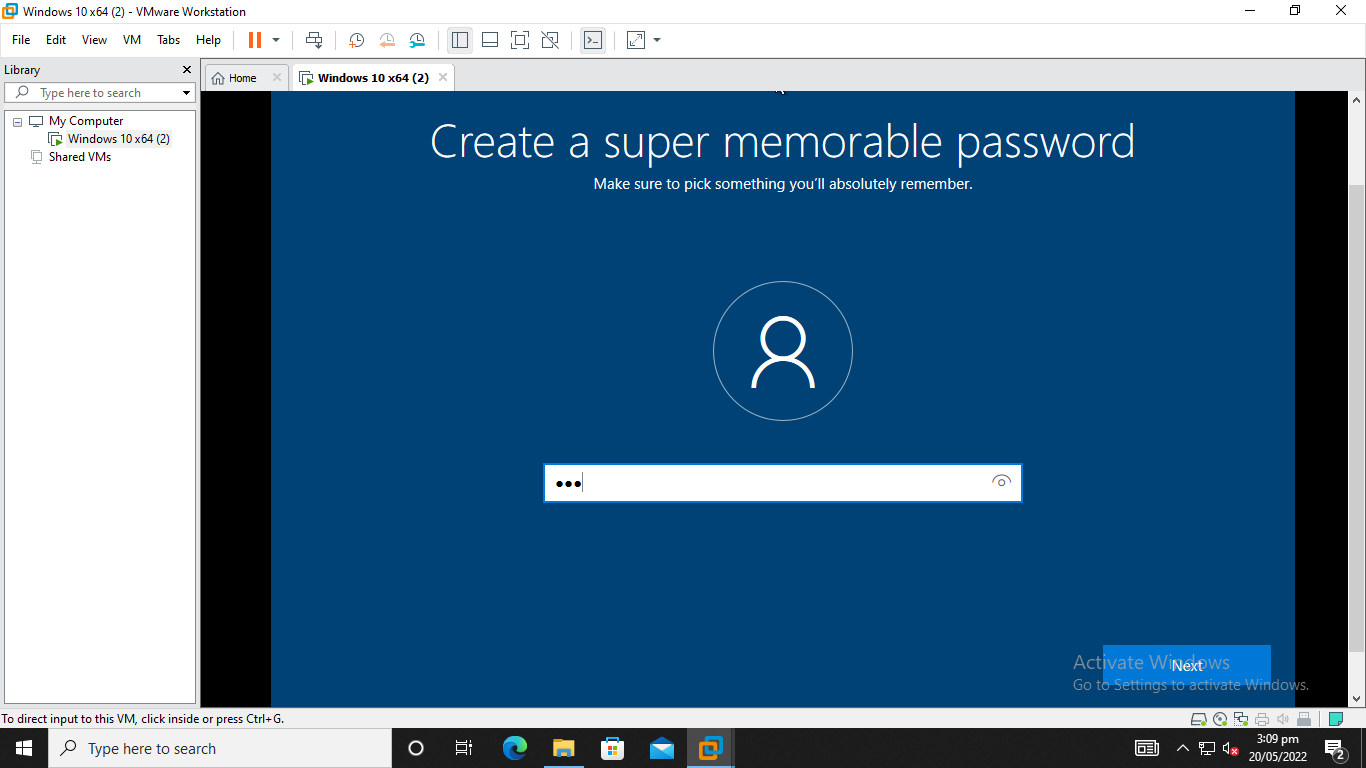 Windows 10 x64 (2) - VMware Workstation
File Edit View VM Tabs Help
Library
Home
Windows 10 x64 (2)
Type here to search
My Computer
Windows 10 x64 (2)
Shared VMs
Create a super memorable password
Make sure to pick something you'll absolutely remember.
Next
Activate Windows
Go to Settings to activate Windows.
To direct input to this VM, click inside or press Ctrl+G.
Type here to search
3:09 pm
20/05/2022
2